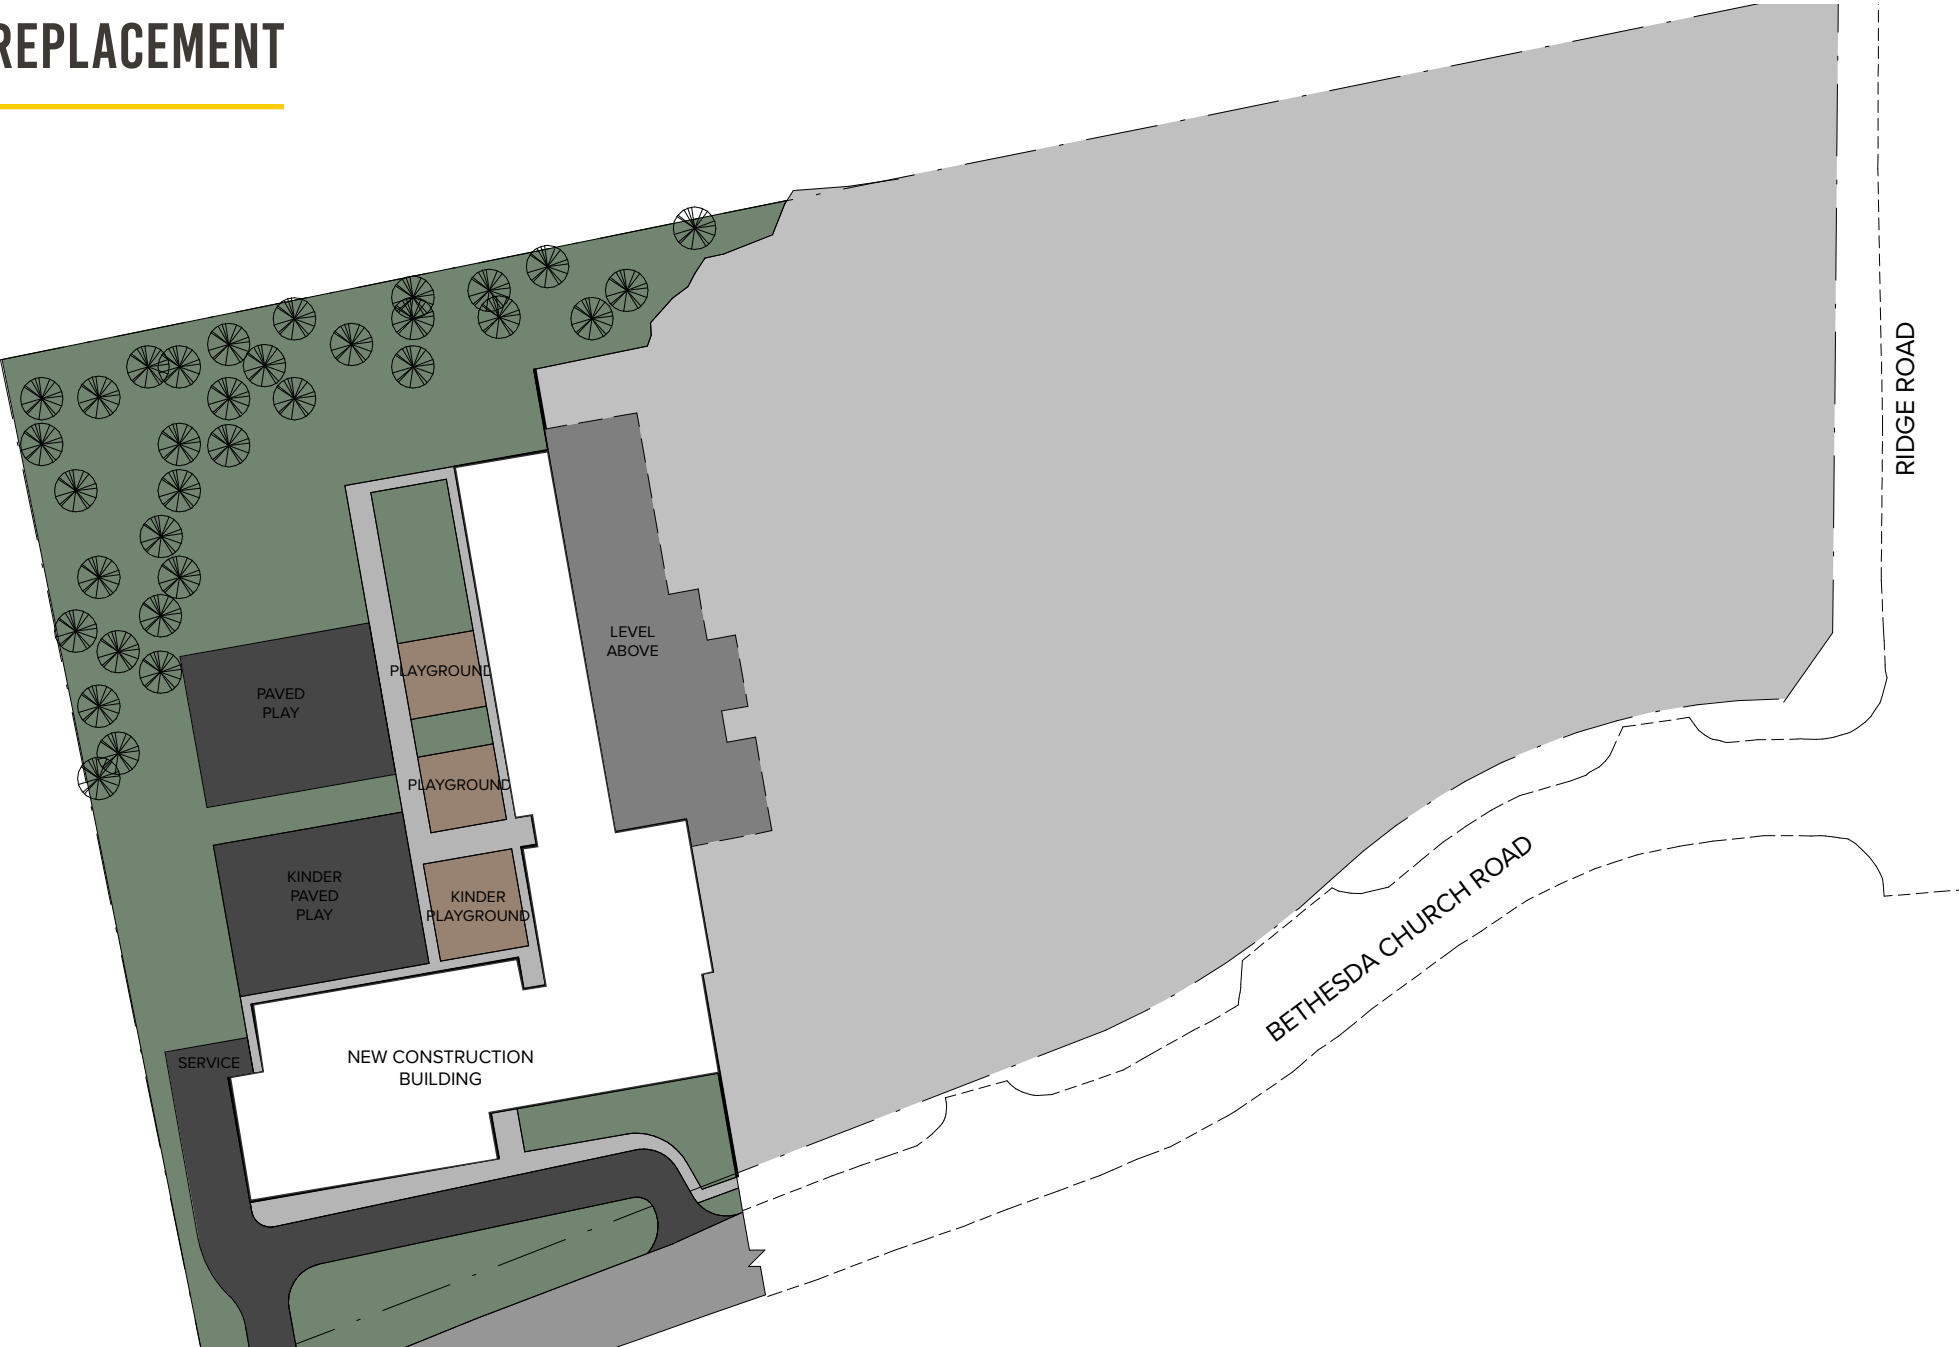 REPLACEMENT
RIDGE ROAD
LEVEL
ABOVE
PLAYGROUND
PAVED
PLAY
PLAYGROUND
KINDER
PAVED
PLAY
KINDER
PLAYGROUND
BETHESDA CHURCH ROAD
SERVICE
NEW CONSTRUCTION
BUILDING